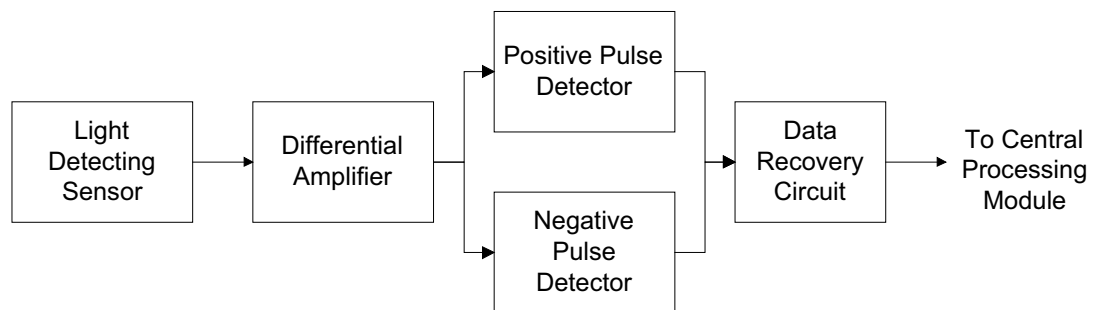 Light
Detecting
Sensor
Differential
Amplifier
Positive Pulse
Detector
Negative
Pulse
Detector
Data
Recovery
Circuit
To Central
Processing
Module